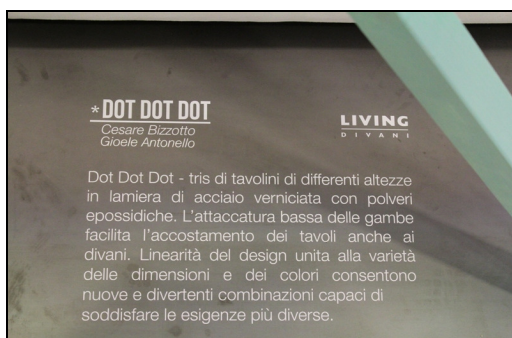 *DOT DOT DOT
Cesare Bizzotto
Gioele Antonello
LIVING
DIVANI
Dot Dot Dot - tris di tavolini di differenti altezze
in lamiera di acciaio verniciata con polveri
epossidiche. L'attaccatura bassa delle gambe
facilita l'accostamento dei tavoli anche ai
divani. Linearità del design unita alla varietà
delle dimensioni e dei colori consentono
nuove e divertenti combinazioni capaci di
soddisfare le esigenze più diverse.